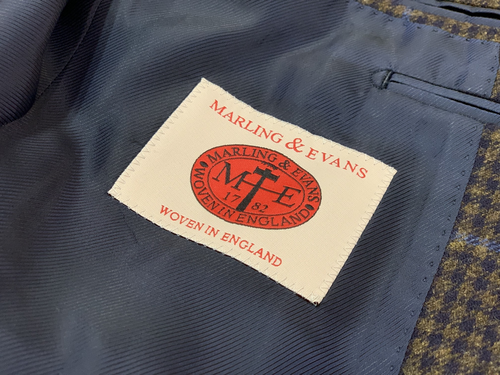 MARLING & EVANS
MARLING & EVANS
M E
17 82
WOVEN IN ENGLAND
WOVEN IN ENGLAND